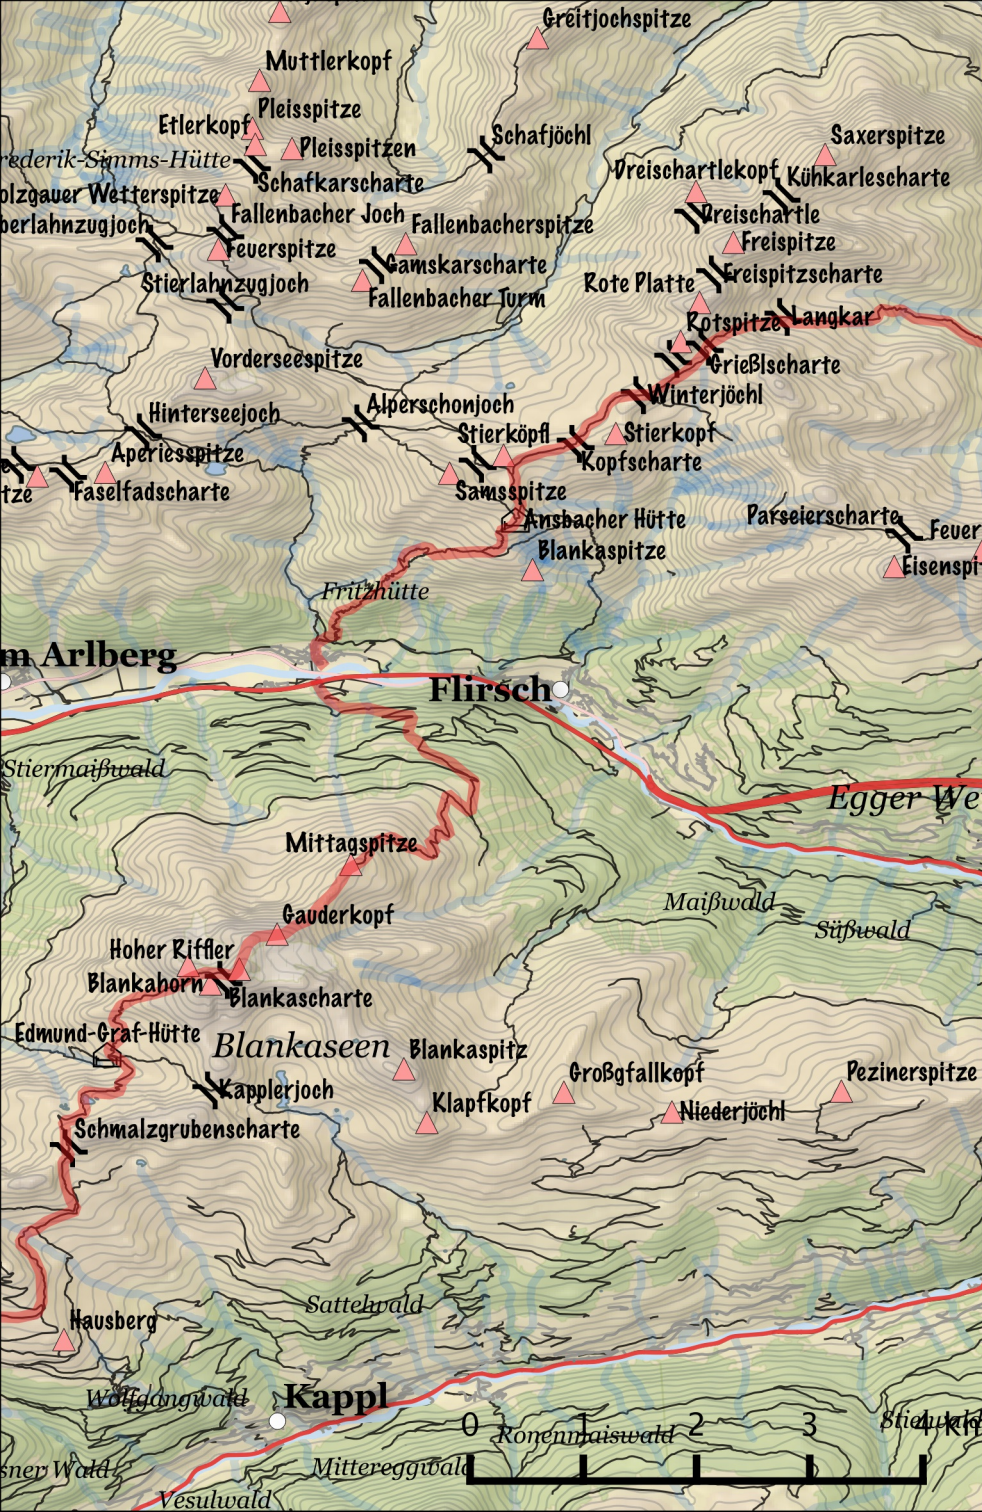 Greitjochspitze
Muttlerkopf
Pleisspitze
Etlerkopf
Schafjöchl
Saxerspitze
Pleisspitzen
rederik-Simms-Hütte
Dreischartlekopf
Kühkarlescharte
Schafkarscharte
olzgauer Wetterspitze
Fallenbacher Joch
Dreischartle
berlahnzugjoch
Fallenbacherspitze
Feuerspitze
Freispitze
Gamskarscharte
Freispitzscharte
Stierlahnzugjoch
Rote Platte
Fallenbacher Turm
Langkar
Rotspitze
Vorderseespitze
Grießlscharte
Winterjöchl
Alperschonjoch
Hinterseejoch
Stierköpfl
Stierkopf
Aperiesspitze
Kopfscharte
tze
Faselfadscharte
Samsspitze
Parseierscharte
Ansbacher Hütte
Feuer
Blankaspitze
Eisenspit
Fritzhütte
m Arlberg
Flirsch
Stiermaißwald
Egger We
Mittagspitze
Maißwald
Gauderkopf
Süßwald
Hoher Riffler
Blankahorn
Blankascharte
Edmund-Graf-Hütte
Blankaseen
Blankaspitz
Großgfallkopf
Pezinerspitze
Kapplerjoch
Klapfkopf
Niederjöchl
Schmalzgrubenscharte
Sattelwald
Hausberg
Wolfgangwald
Kappl
0 1 2 3 4 km
Ronenmaiswald
Stielwald
sner Wald
Mittereggwald
Vesulwald